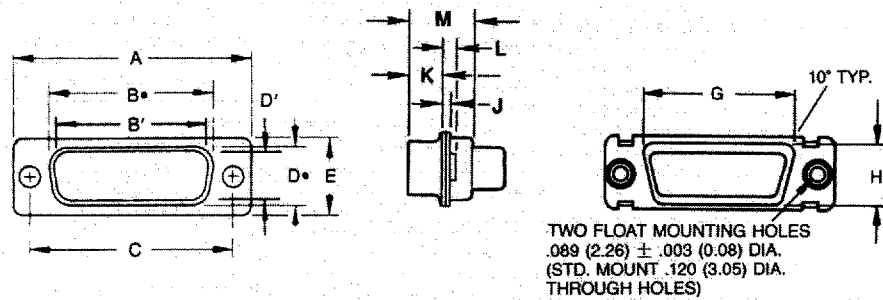 M
A
L
B•
D'
K
G
10° TYP.
B'
J
D•
E
H
C
TWO FLOAT MOUNTING HOLES
.089 (2.26) ± .003 (0.08) DIA.
(STD. MOUNT .120 (3.05) DIA.
THROUGH HOLES)